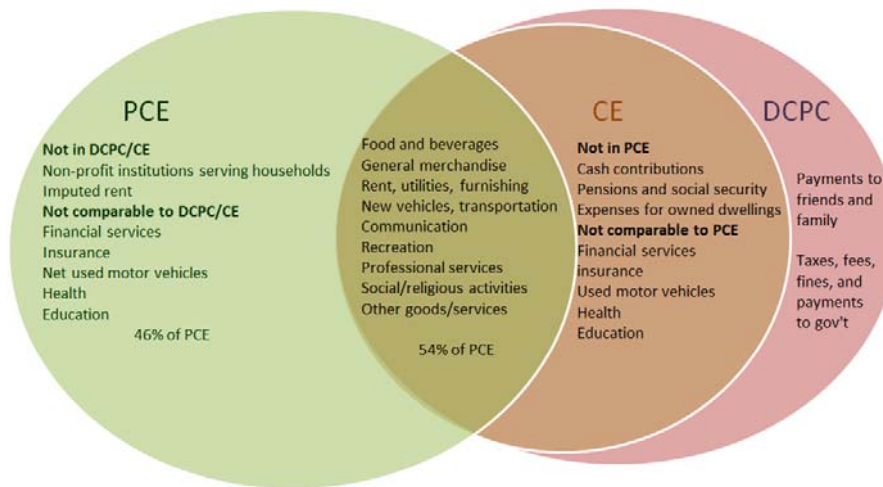 PCE
Not in DCPC/CE
Non-profit institutions serving households
Imputed rent
Not comparable to DCPC/CE
Financial services
Insurance
Net used motor vehicles
Health
Education
46% of PCE
Food and beverages
General merchandise
Rent, utilities, furnishing
New vehicles, transportation
Communication
Recreation
Professional services
Social/religious activities
Other goods/services
54% of PCE
CE
Not in PCE
Cash contributions
Pensions and social security
Expenses for owned dwellings
Not comparable to PCE
Financial services
insurance
Used motor vehicles
Health
Education
DCPC
Payments to
friends and
family
Taxes, fees,
fines, and
payments
to gov't